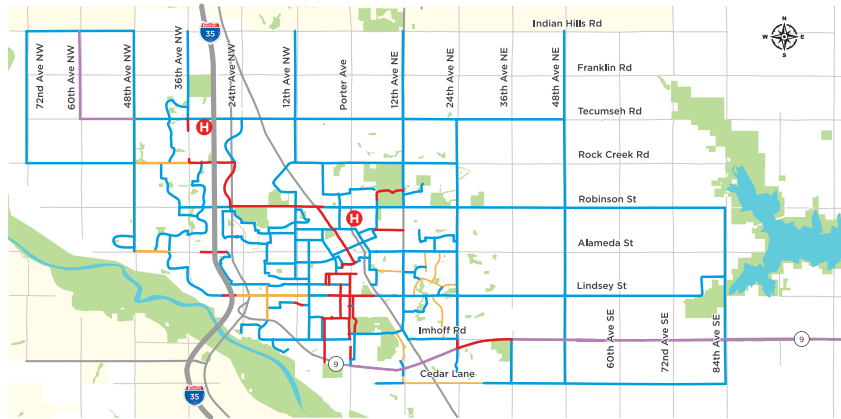 Indian Hills Rd
N
W
E
S
INTERSTATE
35
72nd Ave NW
60th Ave NW
48th Ave NW
36th Ave NW
24th Ave NW
12th Ave NW
Porter Ave
12th Ave NE
24th Ave NE
36th Ave NE
48th Ave NE
Franklin Rd
Tecumseh Rd
H
Rock Creek Rd
Robinson St
H
Alameda St
Lindsey St
Imhoff Rd
60th Ave SE
72nd Ave SE
84th Ave SE
9
9
Cedar Lane
INTERSTATE
35